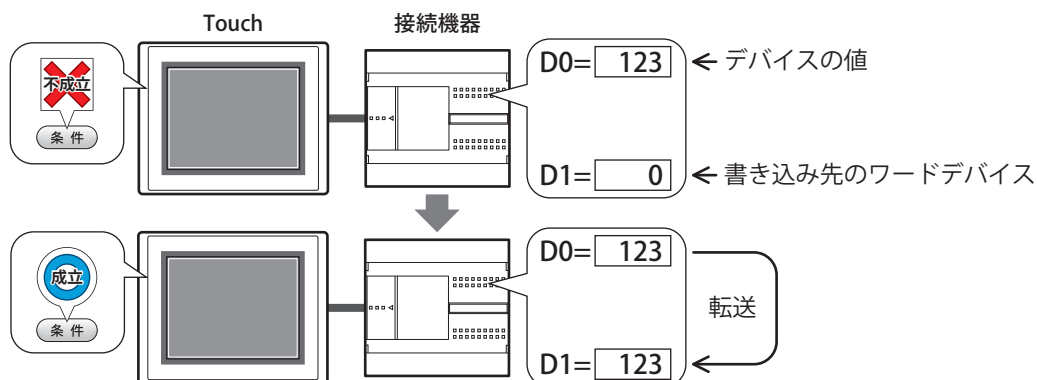 Touch
接続機器
不成立
条件
D0= 123
デバイスの値
D1= 0
書き込み先のワードデバイス
成立
条件
D0= 123
転送
D1= 123